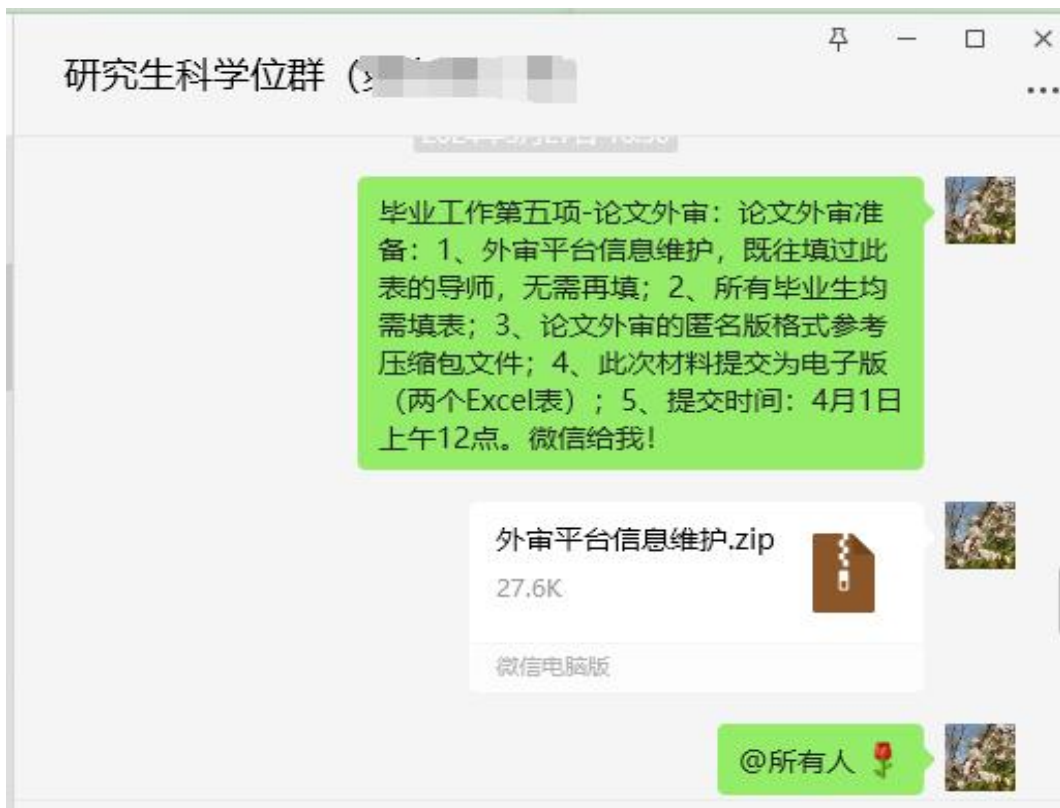 研究生科学位群（
毕业工作第五项-论文外审：论文外审准
备：1、外审平台信息维护，既往填过此
表的导师，无需再填；2、所有毕业生均
需填表；3、论文外审的匿名版格式参考
压缩包文件；4、此次材料提交为电子版
（两个Excel表）；5、提交时间：4月1日
上午12点。微信给我！
外审平台信息维护.zip
27.6K
微信电脑版
@所有人